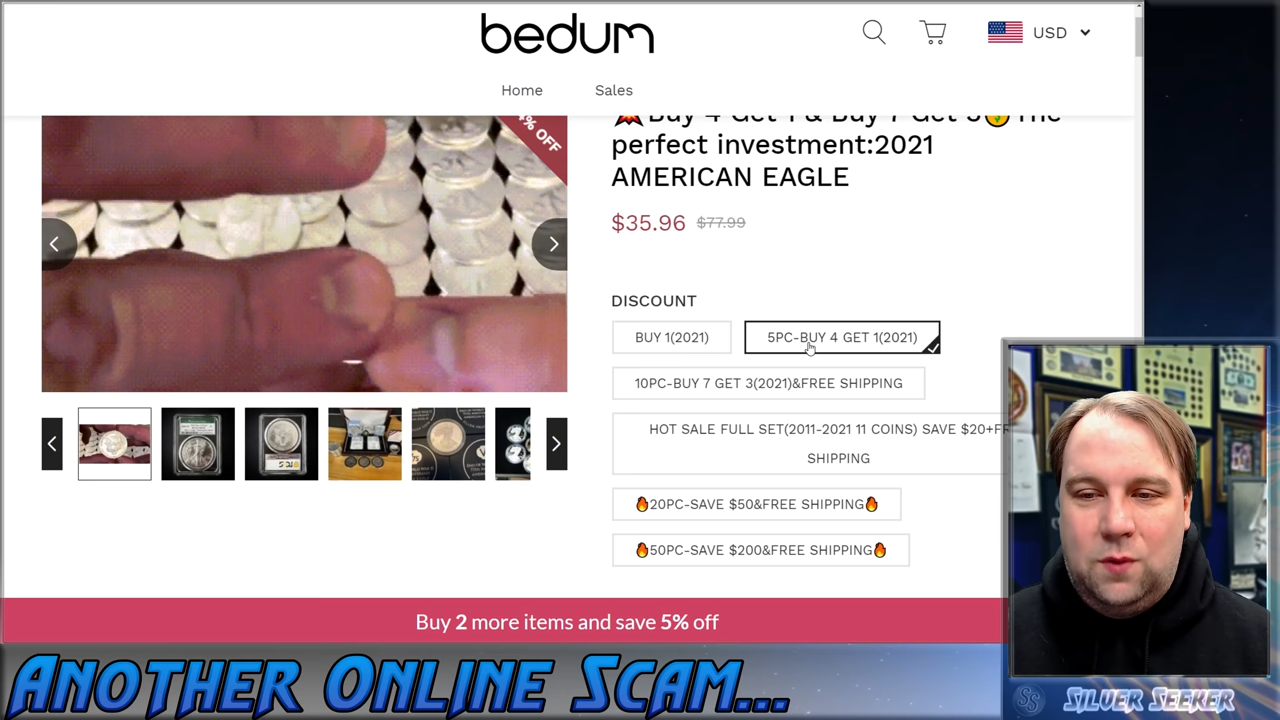 bedum
USD
Home
Sales
% OFF
Buy 4 Get 1 & Buy 7 Get 3💰The
perfect investment:2021
AMERICAN EAGLE
$35.96 $77.99
DISCOUNT
BUY 1(2021)
5PC-BUY 4 GET 1(2021)
10PC-BUY 7 GET 3(2021)&FREE SHIPPING
HOT SALE FULL SET(2011-2021 11 COINS) SAVE $20+FR
SHIPPING
🔥20PC-SAVE $50&FREE SHIPPING🔥
🔥50PC-SAVE $200&FREE SHIPPING🔥
Buy 2 more items and save 5% off
ANOTHER ONLINE SCAM...
SS SILVER SEEKER